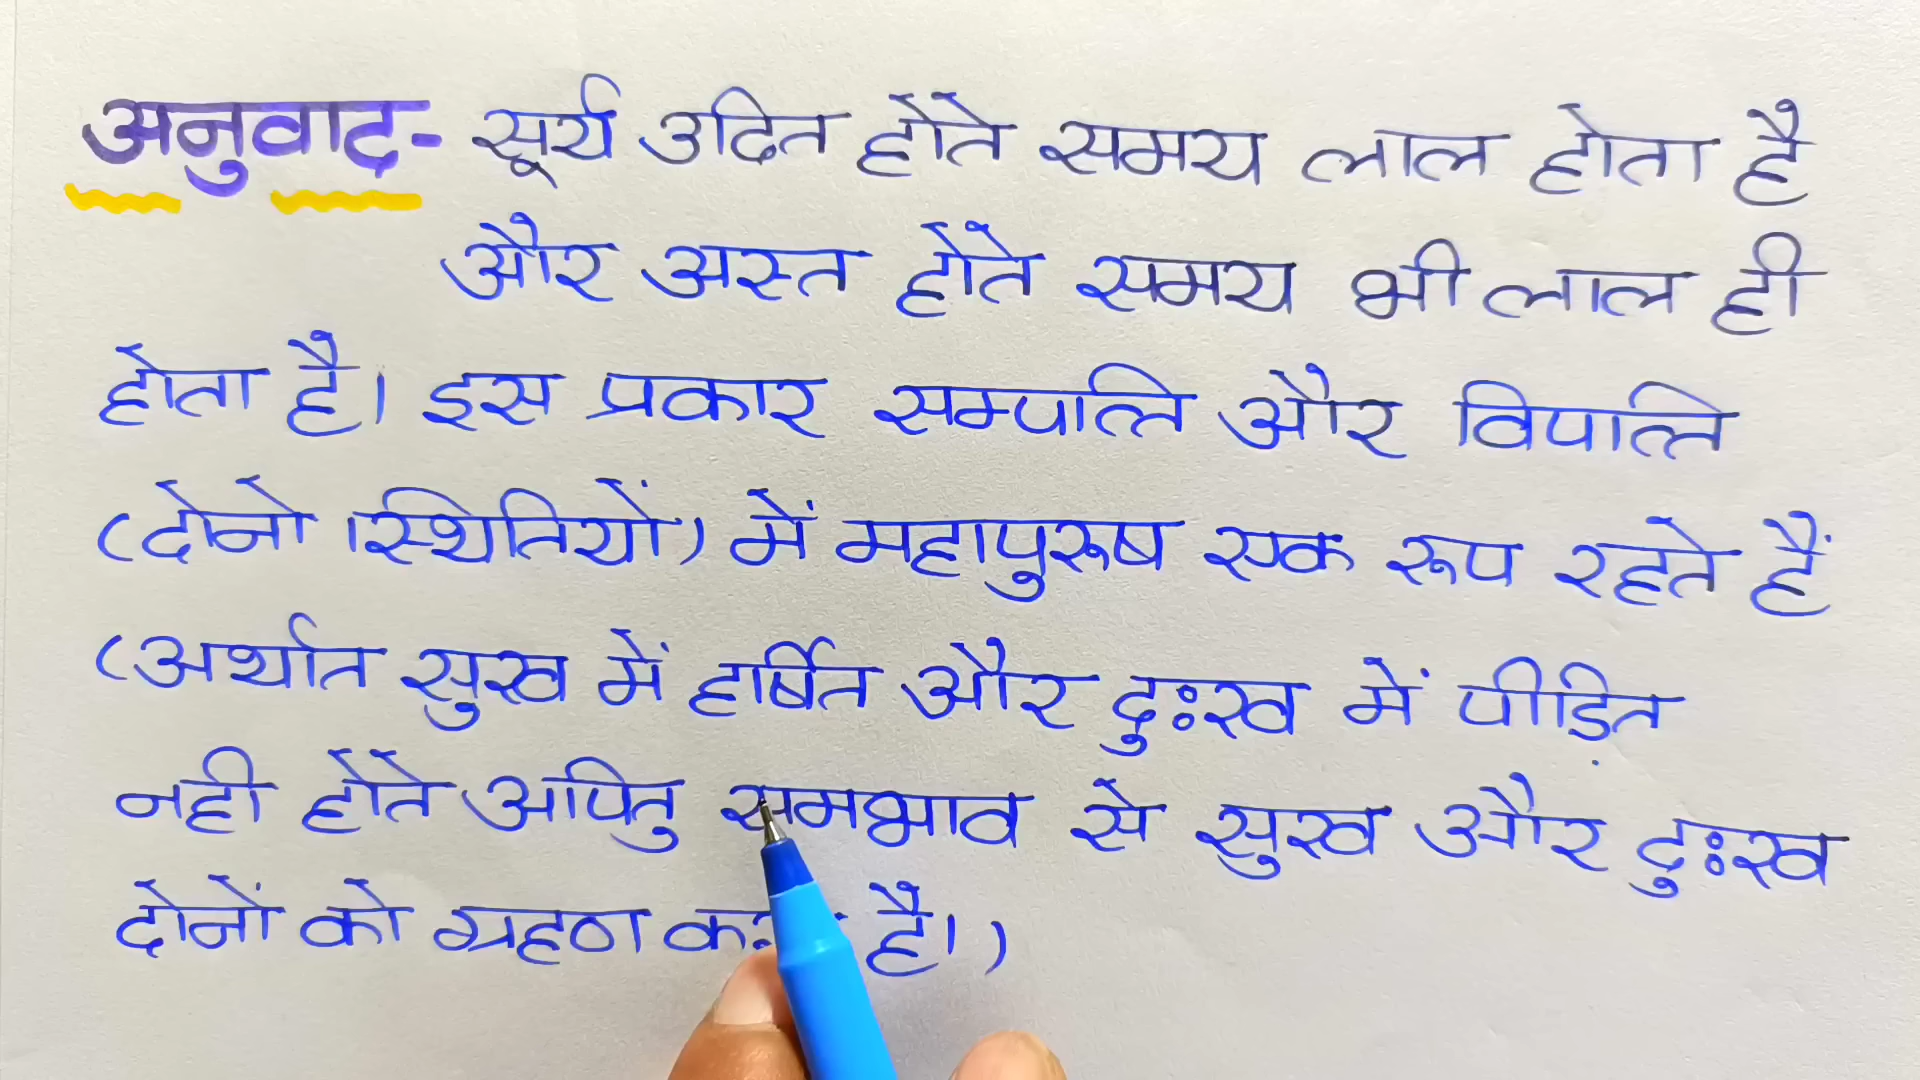 अनुवाद- सूर्य उदित होते समय लाल होता है
और अस्त होते समय भी लाल ही
होता है। इस प्रकार सम्पत्ति और विपत्ति
(दोनो स्थितियों) में महापुरूष एक रूप रहते हैं
(अर्थात सुख में हर्षित और दुःख में पीड़ित
नही होते अपितु समभाव से सुख और दुःख
दोनों को ग्रहण है।)